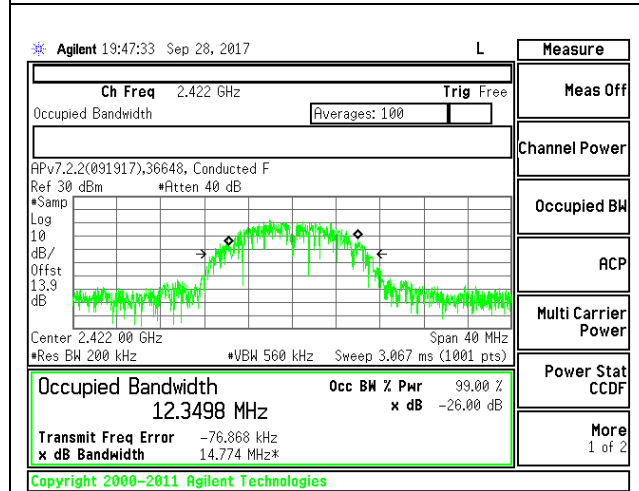 Agilent 19:47:33 Sep 28, 2017 L
Measure
Ch Freq 2.422 GHz Trig Free
Occupied Bandwidth Averages: 100
APv7.2.2(091917),36648, Conducted F
Ref 30 dBm #Atten 40 dB
#Samp
Log
10
dB/
Offst
13.9
dB
Center 2.422 00 GHz Span 40 MHz
#Res BW 200 kHz #VBW 560 kHz Sweep 3.067 ms (1001 pts)
Occupied Bandwidth Occ BW % Pwr 99.00 %
12.3498 MHz x dB -26.00 dB
Transmit Freq Error -76.868 kHz
x dB Bandwidth 14.774 MHz*
Copyright 2000-2011 Agilent Technologies
Meas Off
Channel Power
Occupied BW
ACP
Multi Carrier
Power
Power Stat
CCDF
More
1 of 2